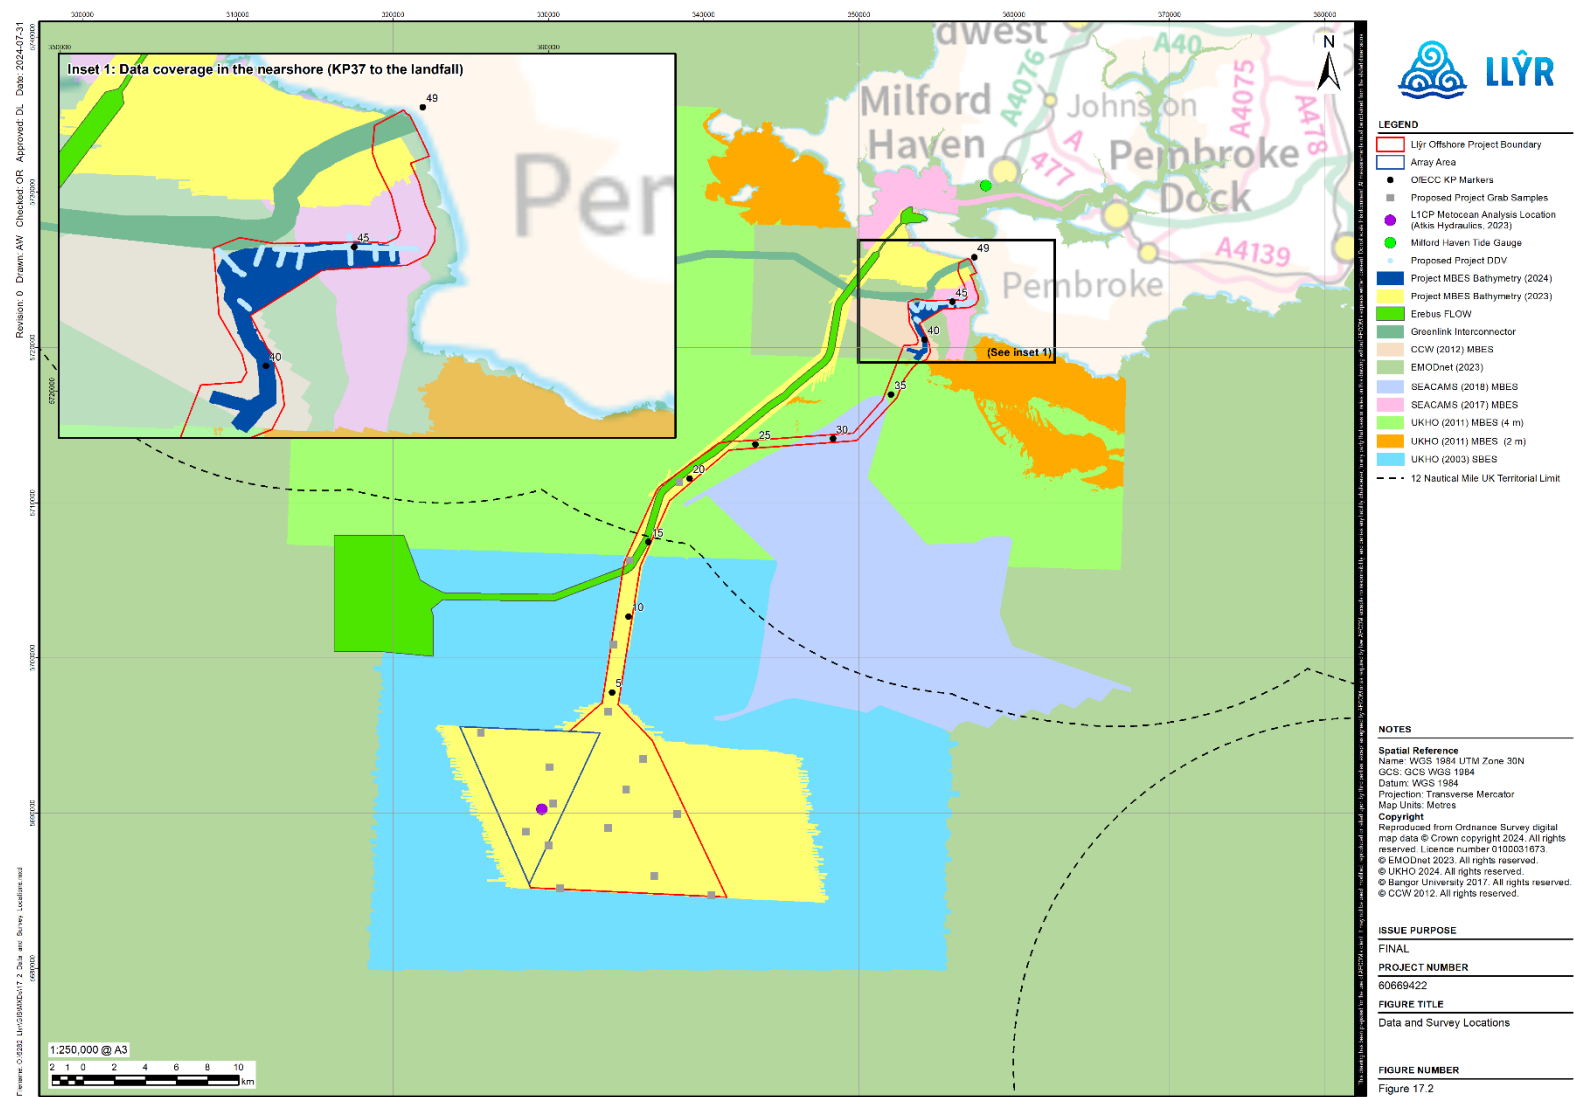 300000
310000
320000
330000
340000
350000
360000
370000
380000
Inset 1: Data coverage in the nearshore (KP37 to the landfall)
49
45
40
Pe
dwest
A40
A4076
A4075
A478
Milford
Haven
Johnston
A
477
Pembroke
Dock
A4139
Pembroke
49
45
40
(See inset 1)
35
30
25
20
15
10
5
N
1:250,000 @ A3
2 1 0 2 4 6 8 10
km
Revision: 0 Drawn: AW Checked: OR Approved: DL Date: 2024-07-31
LLŶR
LEGEND
Llŷr Offshore Project Boundary
Array Area
OfECC KP Markers
Proposed Project Grab Samples
L1CP Metocean Analysis Location
(Atkis Hydraulics, 2023)
Milford Haven Tide Gauge
Proposed Project DDV
Project MBES Bathymetry (2024)
Project MBES Bathymetry (2023)
Erebus FLOW
Greenlink Interconnector
CCW (2012) MBES
EMODnet (2023)
SEACAMS (2018) MBES
SEACAMS (2017) MBES
UKHO (2011) MBES (4 m)
UKHO (2011) MBES (2 m)
UKHO (2003) SBES
12 Nautical Mile UK Territorial Limit
NOTES
Spatial Reference
Name: WGS 1984 UTM Zone 30N
GCS: GCS WGS 1984
Datum: WGS 1984
Projection: Transverse Mercator
Map Units: Metres
Copyright
Reproduced from Ordnance Survey digital
map data © Crown copyright 2024. All rights
reserved. Licence number 0100031673.
© EMODnet 2023. All rights reserved.
© UKHO 2024. All rights reserved.
© Bangor University 2017. All rights reserved.
© CCW 2012. All rights reserved.
ISSUE PURPOSE
FINAL
PROJECT NUMBER
60669422
FIGURE TITLE
Data and Survey Locations
FIGURE NUMBER
Figure 17.2